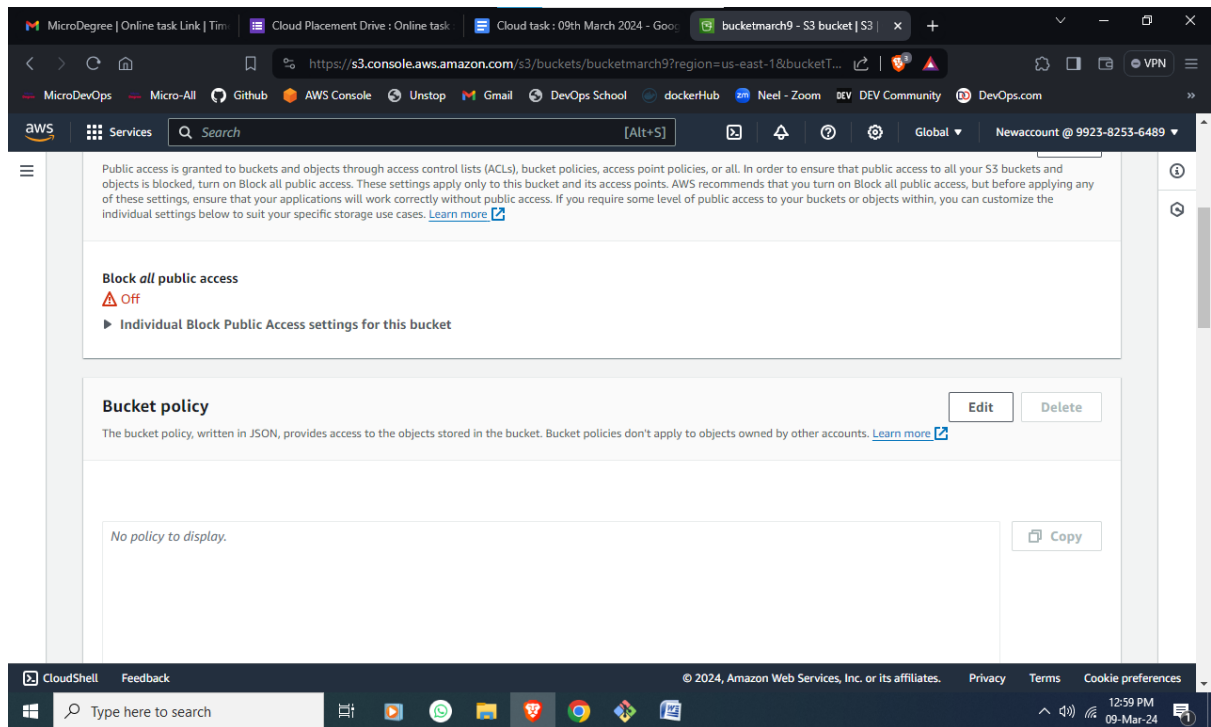 MicroDegree | Online task Link | Tim
Cloud Placement Drive : Online task
Cloud task : 09th March 2024 - Goog
bucketmarch9 - S3 bucket | S3 |
https://s3.console.aws.amazon.com/s3/buckets/bucketmarch9?region=us-east-1&bucketT...
VPN
MicroDevOps
Micro-All
Github
AWS Console
Unstop
Gmail
DevOps School
dockerHub
zm Neel - Zoom
DEV DEV Community
DevOps.com
aws
Services
Search
[Alt+S]
Global
Newaccount @ 9923-8253-6489
Public access is granted to buckets and objects through access control lists (ACLs), bucket policies, access point policies, or all. In order to ensure that public access to all your S3 buckets and
objects is blocked, turn on Block all public access. These settings apply only to this bucket and its access points. AWS recommends that you turn on Block all public access, but before applying any
of these settings, ensure that your applications will work correctly without public access. If you require some level of public access to your buckets or objects within, you can customize the
individual settings below to suit your specific storage use cases. Learn more
Block all public access
Off
Individual Block Public Access settings for this bucket
Bucket policy
Edit
Delete
The bucket policy, written in JSON, provides access to the objects stored in the bucket. Bucket policies don't apply to objects owned by other accounts. Learn more
No policy to display.
Copy
CloudShell
Feedback
© 2024, Amazon Web Services, Inc. or its affiliates.
Privacy
Terms
Cookie preferences
Type here to search
12:59 PM
09-Mar-24